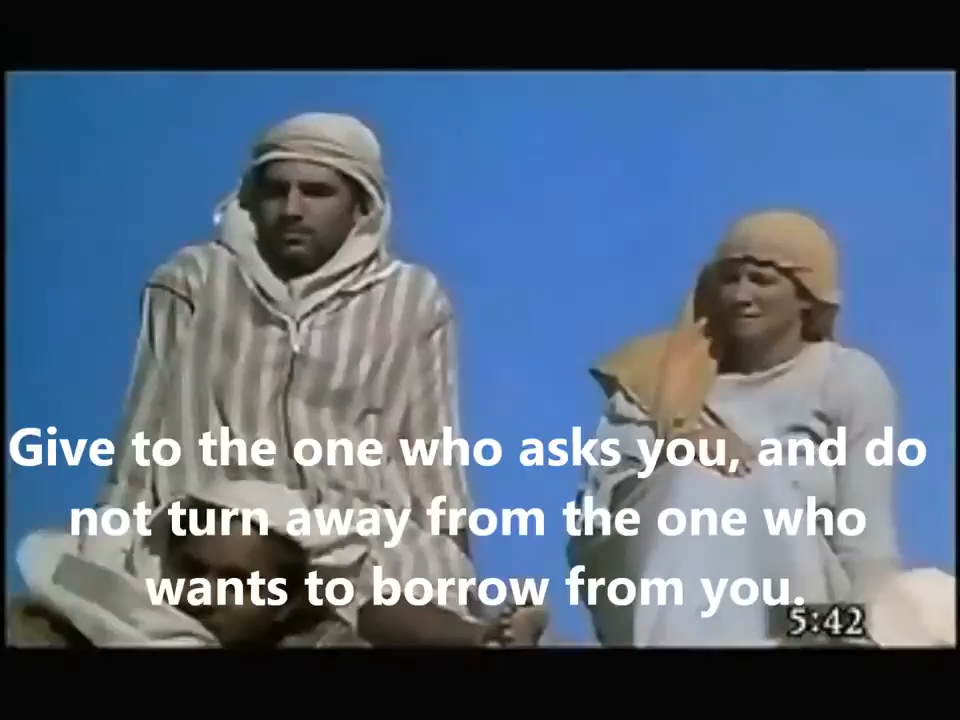 Give to the one who asks you, and do
not turn away from the one who
wants to borrow from you.
5:42